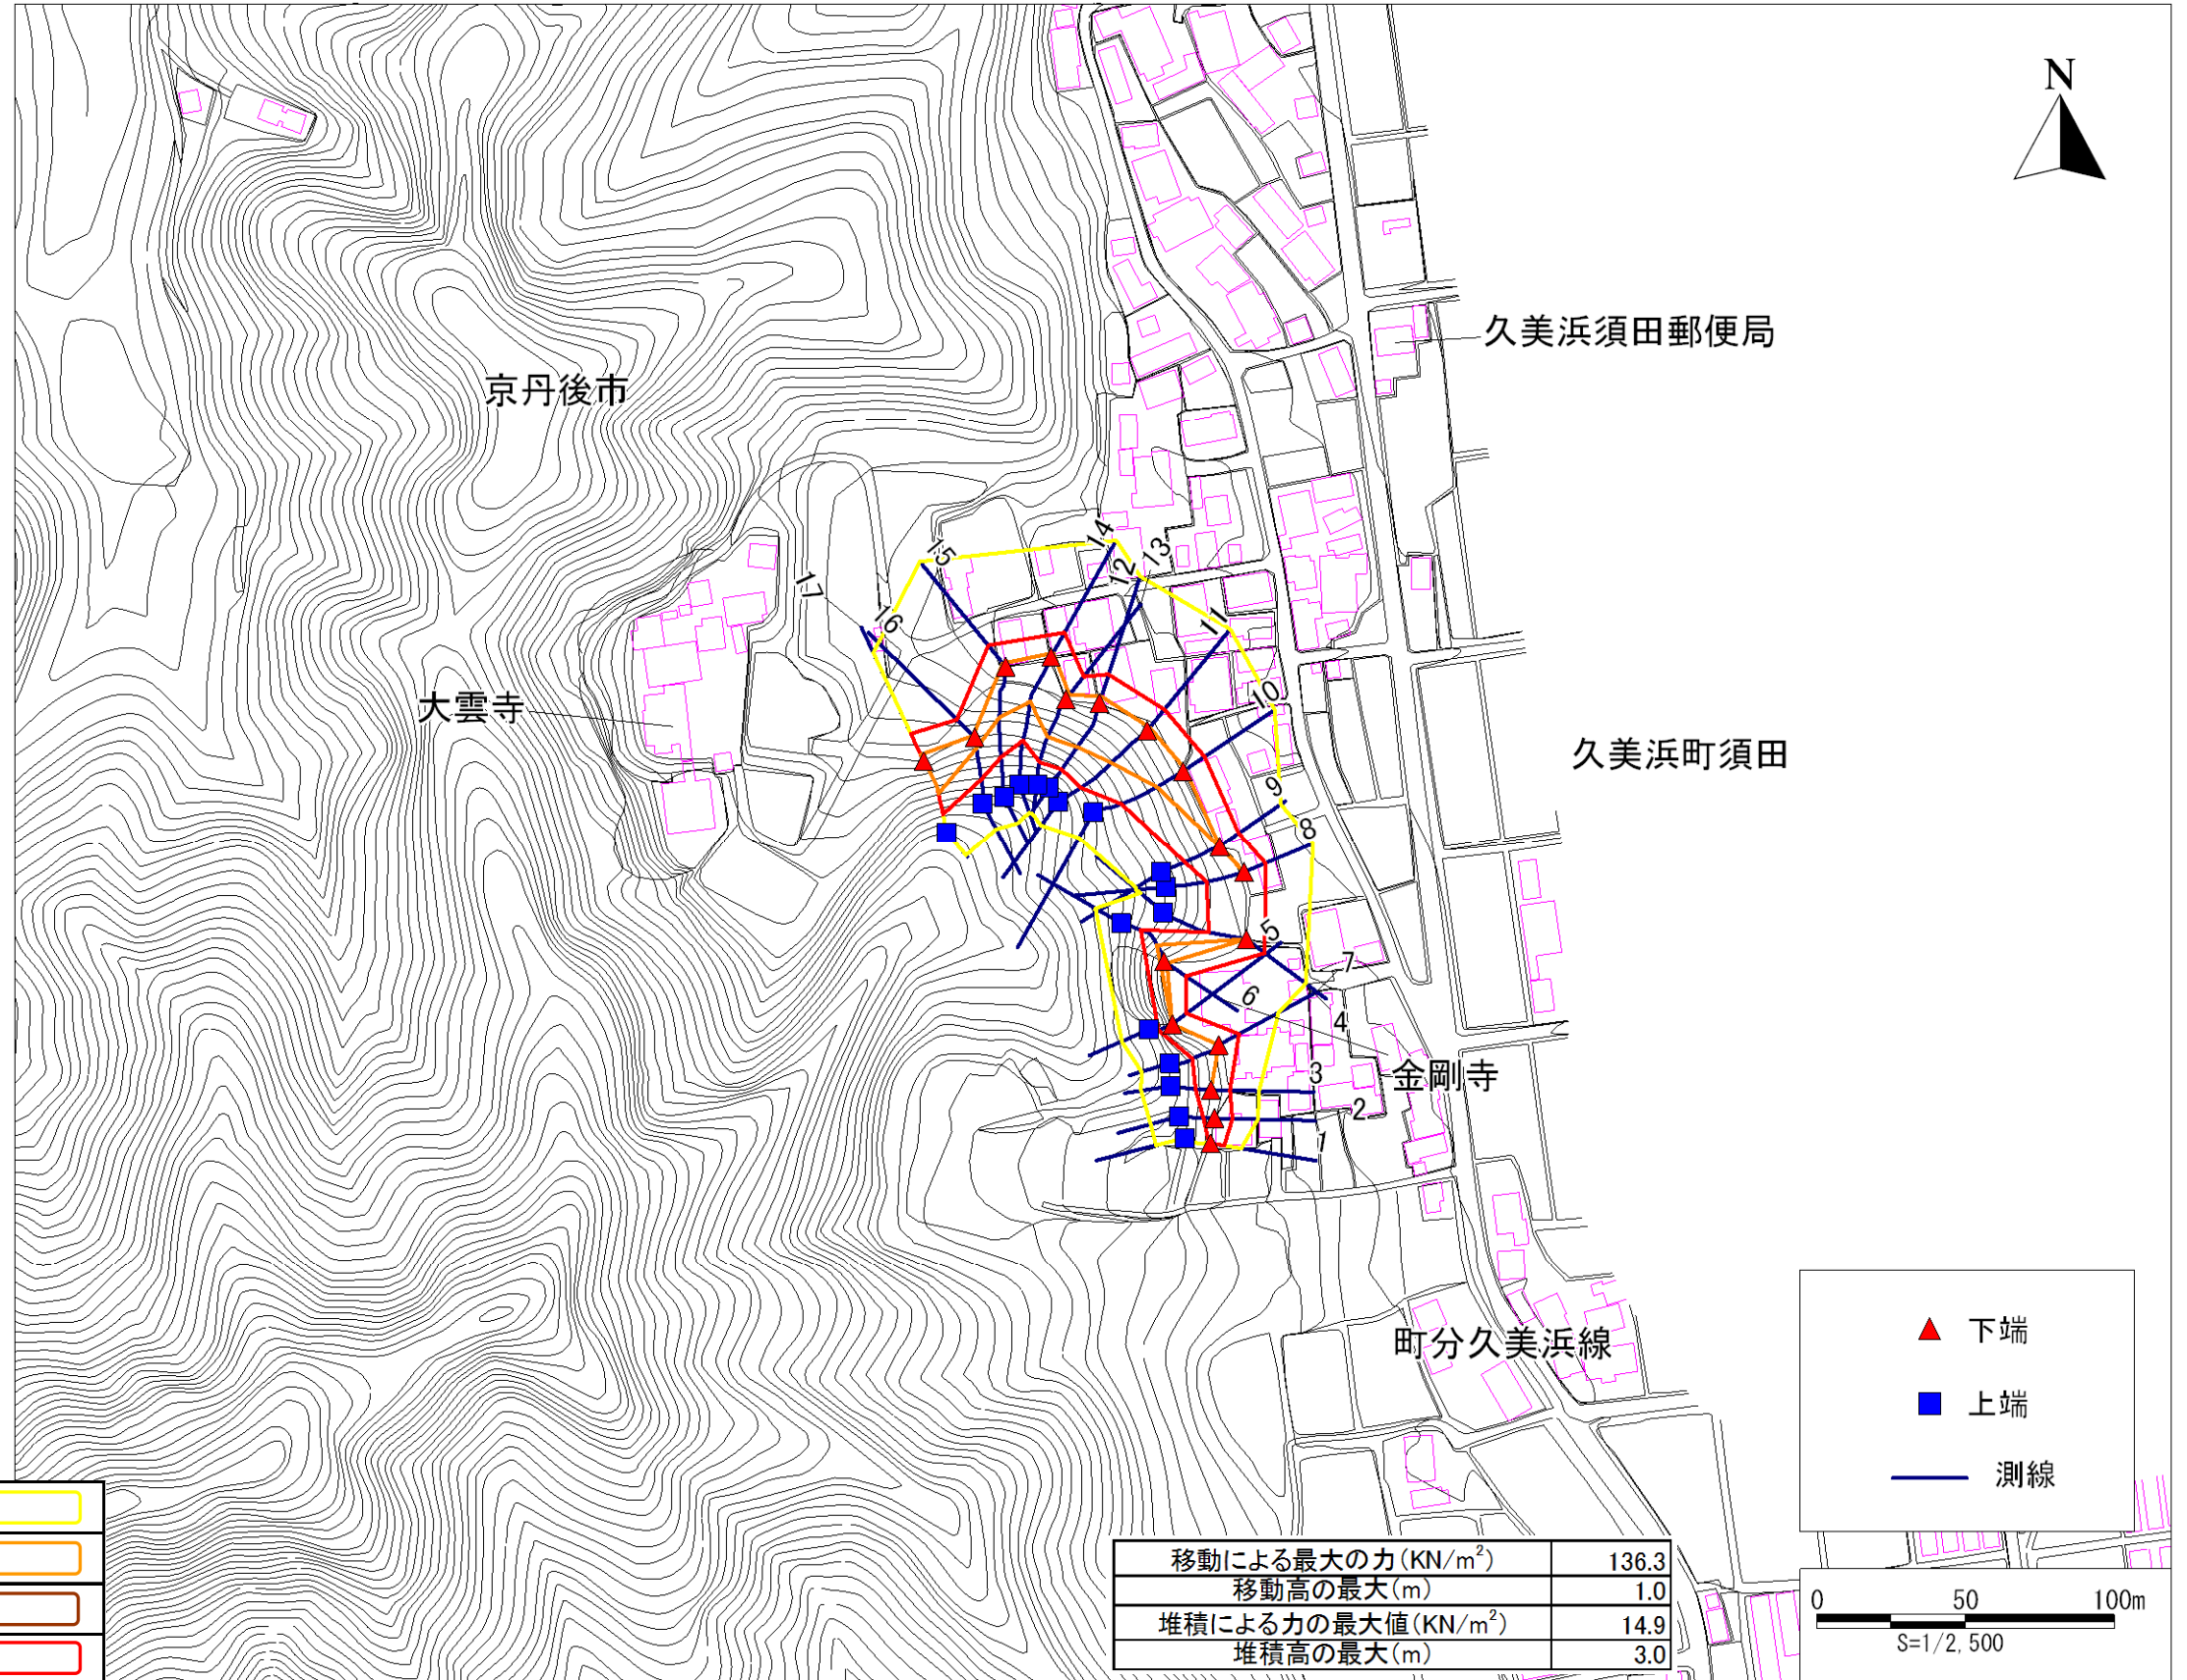 N
久美浜須田郵便局
京丹後市
14
13
15
12
17
16
11
大雲寺
10
久美浜町須田
9
8
5
7
6
4
金剛寺
3
2
1
町分久美浜線
下端
上端
測線
移動による最大の力(KN/m²) 136.3
移動高の最大(m) 1.0
堆積による力の最大値(KN/m²) 14.9
堆積高の最大(m) 3.0
0 50 100m
S=1/2,500